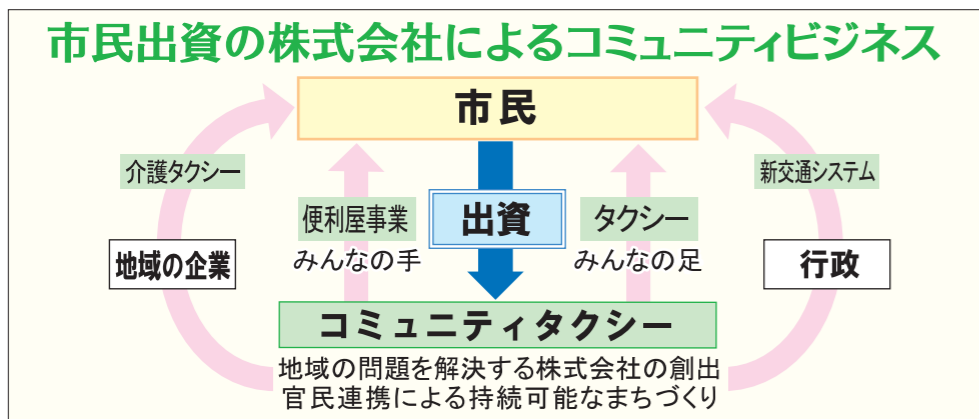 市民出資の株式会社によるコミュニティビジネス
市民
介護タクシー
新交通システム
便利屋事業
みんなの手
出資
タクシー
みんなの足
地域の企業
行政
コミュニティタクシー
地域の問題を解決する株式会社の創出
官民連携による持続可能なまちづくり